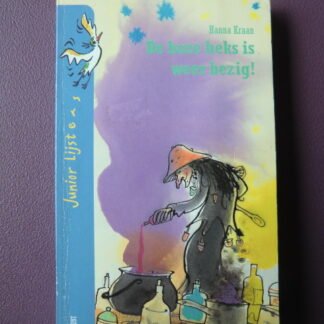 Hanna Kraan
De boze heks is
weer bezig!
Junior Lijsters